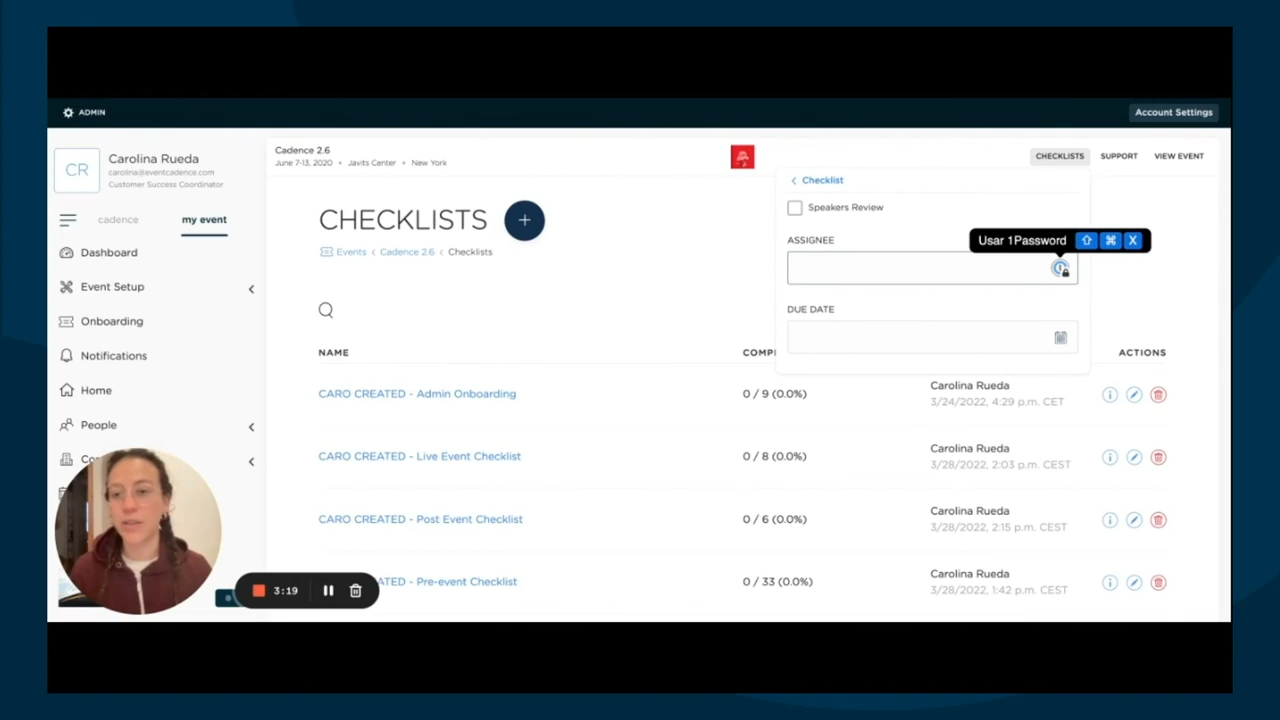 ADMIN
Account Settings
CR
Carolina Rueda
carolina@eventcadence.com
Customer Success Coordinator
cadence
my event
Dashboard
Event Setup
Onboarding
Notifications
Home
People
Cadence 2.6
June 7-13, 2020 • Javits Center • New York
CHECKLISTS
SUPPORT
VIEW EVENT
CHECKLISTS
+
Events < Cadence 2.6 < Checklists
< Checklist
Speakers Review
ASSIGNEE
Usar 1Password ⇧ ⌘ X
DUE DATE
NAME
ACTIONS
CARO CREATED - Admin Onboarding
0 / 9 (0.0%)
Carolina Rueda
3/24/2022, 4:29 p.m. CET
CARO CREATED - Live Event Checklist
0 / 8 (0.0%)
Carolina Rueda
3/28/2022, 2:03 p.m. CEST
CARO CREATED - Post Event Checklist
0 / 6 (0.0%)
Carolina Rueda
3/28/2022, 2:15 p.m. CEST
ATED - Pre-event Checklist
0 / 33 (0.0%)
Carolina Rueda
3/28/2022, 1:42 p.m. CEST
3:19